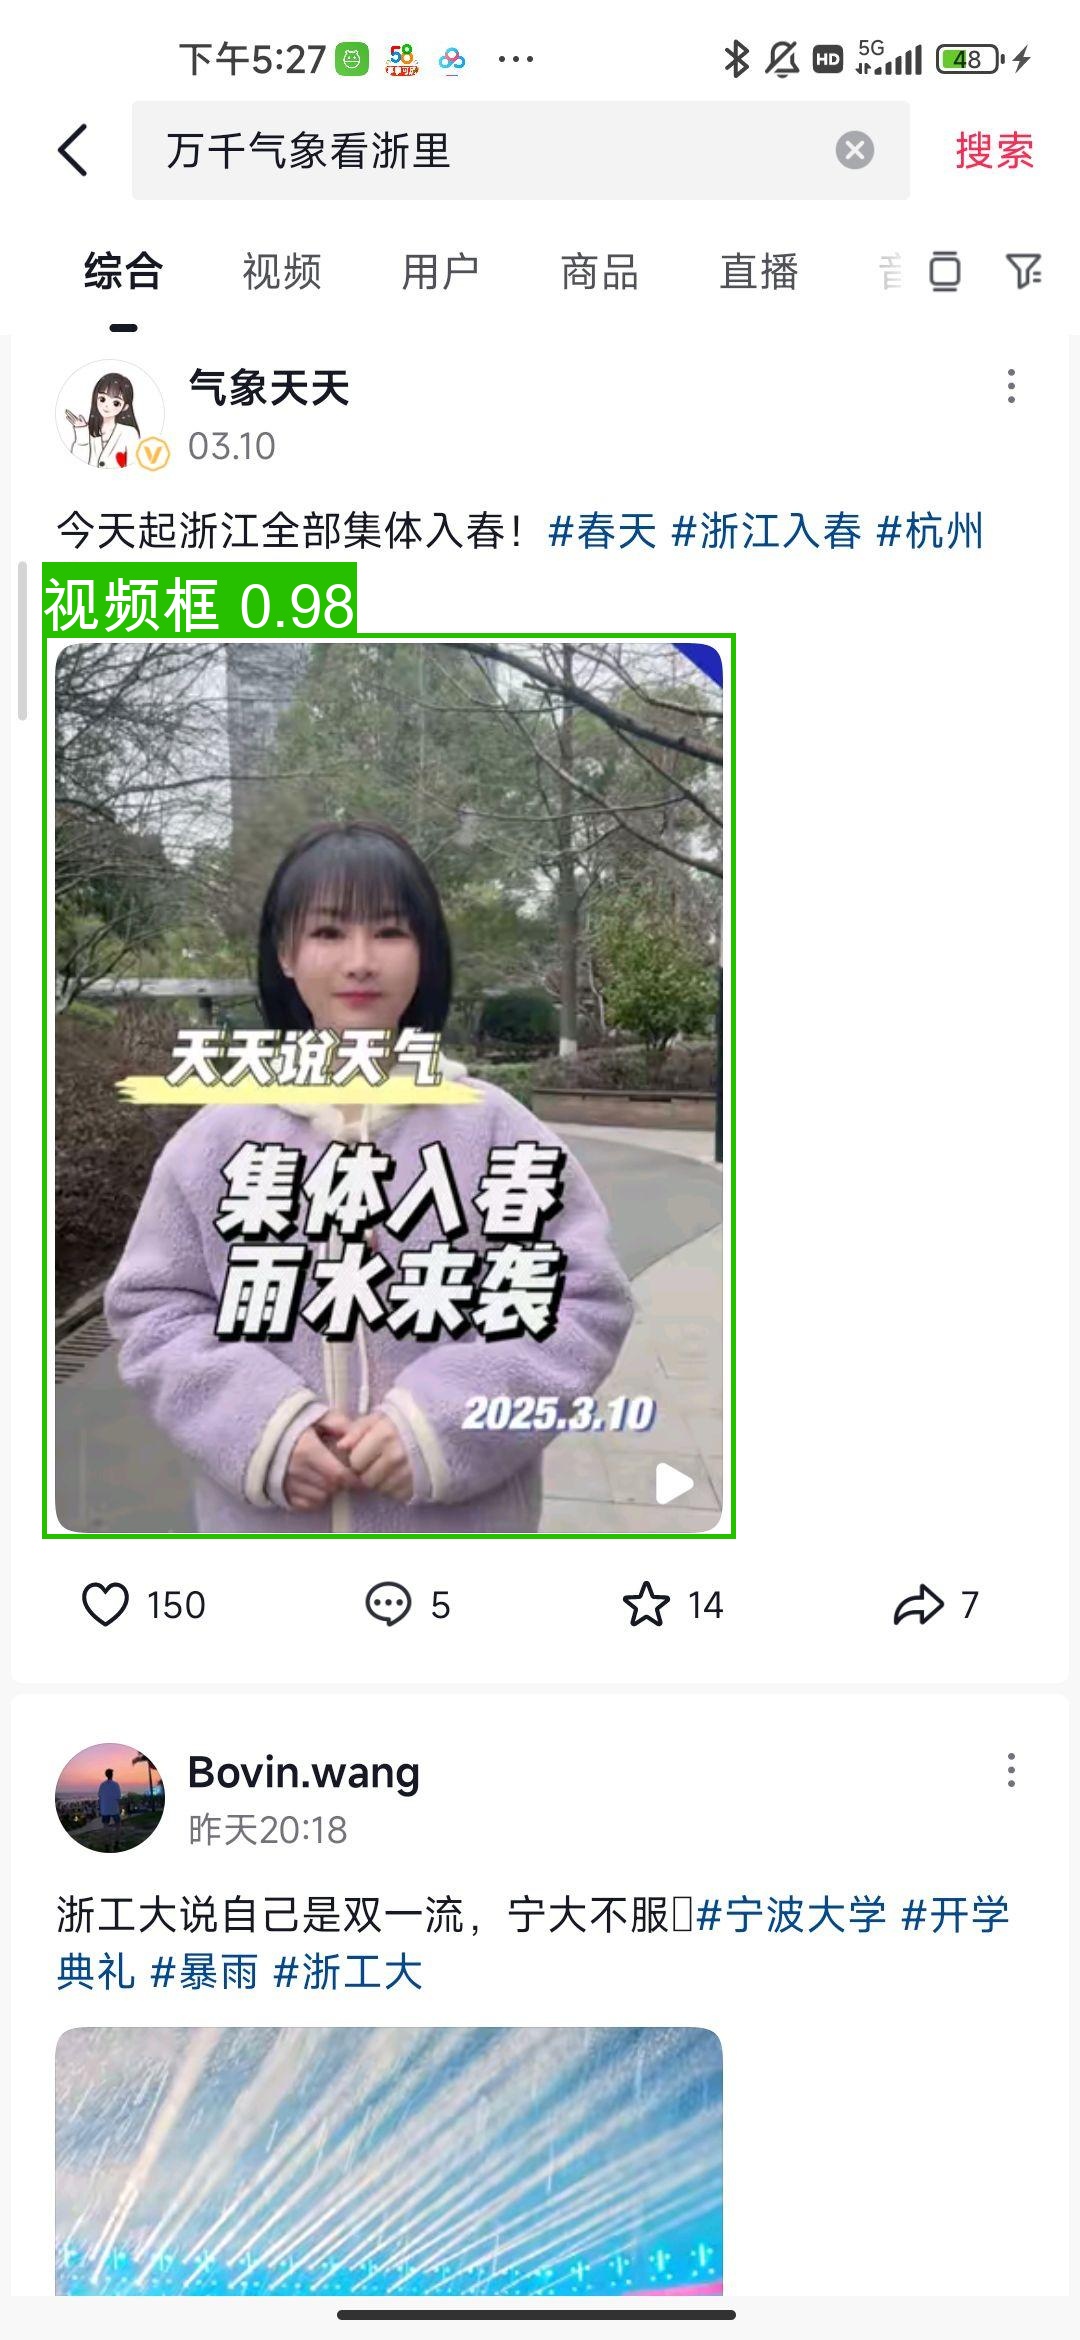 下午5:27
58
HD
5G
48
万千气象看浙里
搜索
综合 视频 用户 商品 直播
气象天天
V
03.10
今天起浙江全部集体入春！#春天 #浙江入春 #杭州
视频框 0.98
天天说天气
集体入春
雨水来袭
2025.3.10
150 5 14 7
Bovin.wang
昨天20:18
浙工大说自己是双一流，宁大不服#宁波大学 #开学
典礼 #暴雨 #浙工大